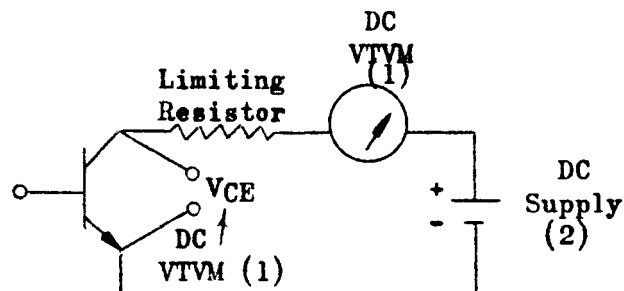 DC
VTVM
(1)
Limiting
Resistor
VCE
DC
VTVM (1)
+
-
DC
Supply
(2)